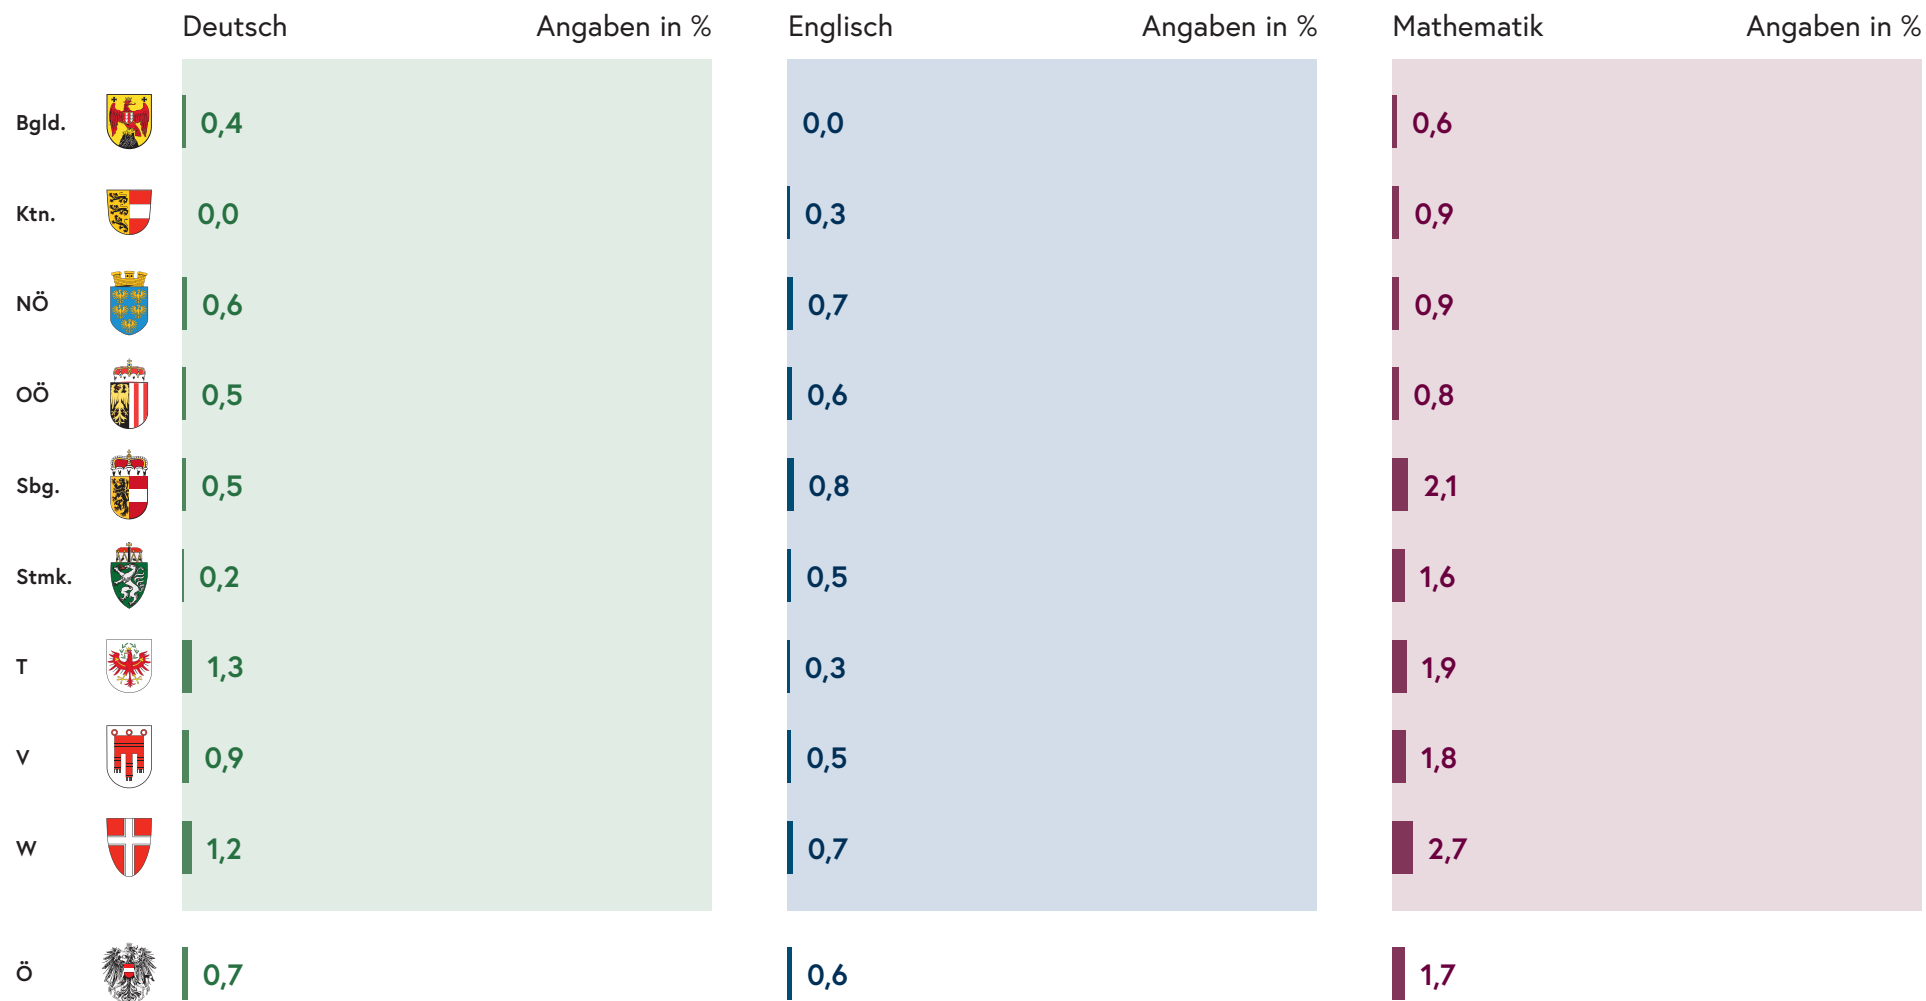 Deutsch Angaben in % Englisch Angaben in % Mathematik Angaben in %
Bgld. 0,4 0,0 0,6
Ktn. 0,0 0,3 0,9
NÖ 0,6 0,7 0,9
OÖ 0,5 0,6 0,8
Sbg. 0,5 0,8 2,1
Stmk. 0,2 0,5 1,6
T 1,3 0,3 1,9
V 0,9 0,5 1,8
W 1,2 0,7 2,7
Ö 0,7 0,6 1,7